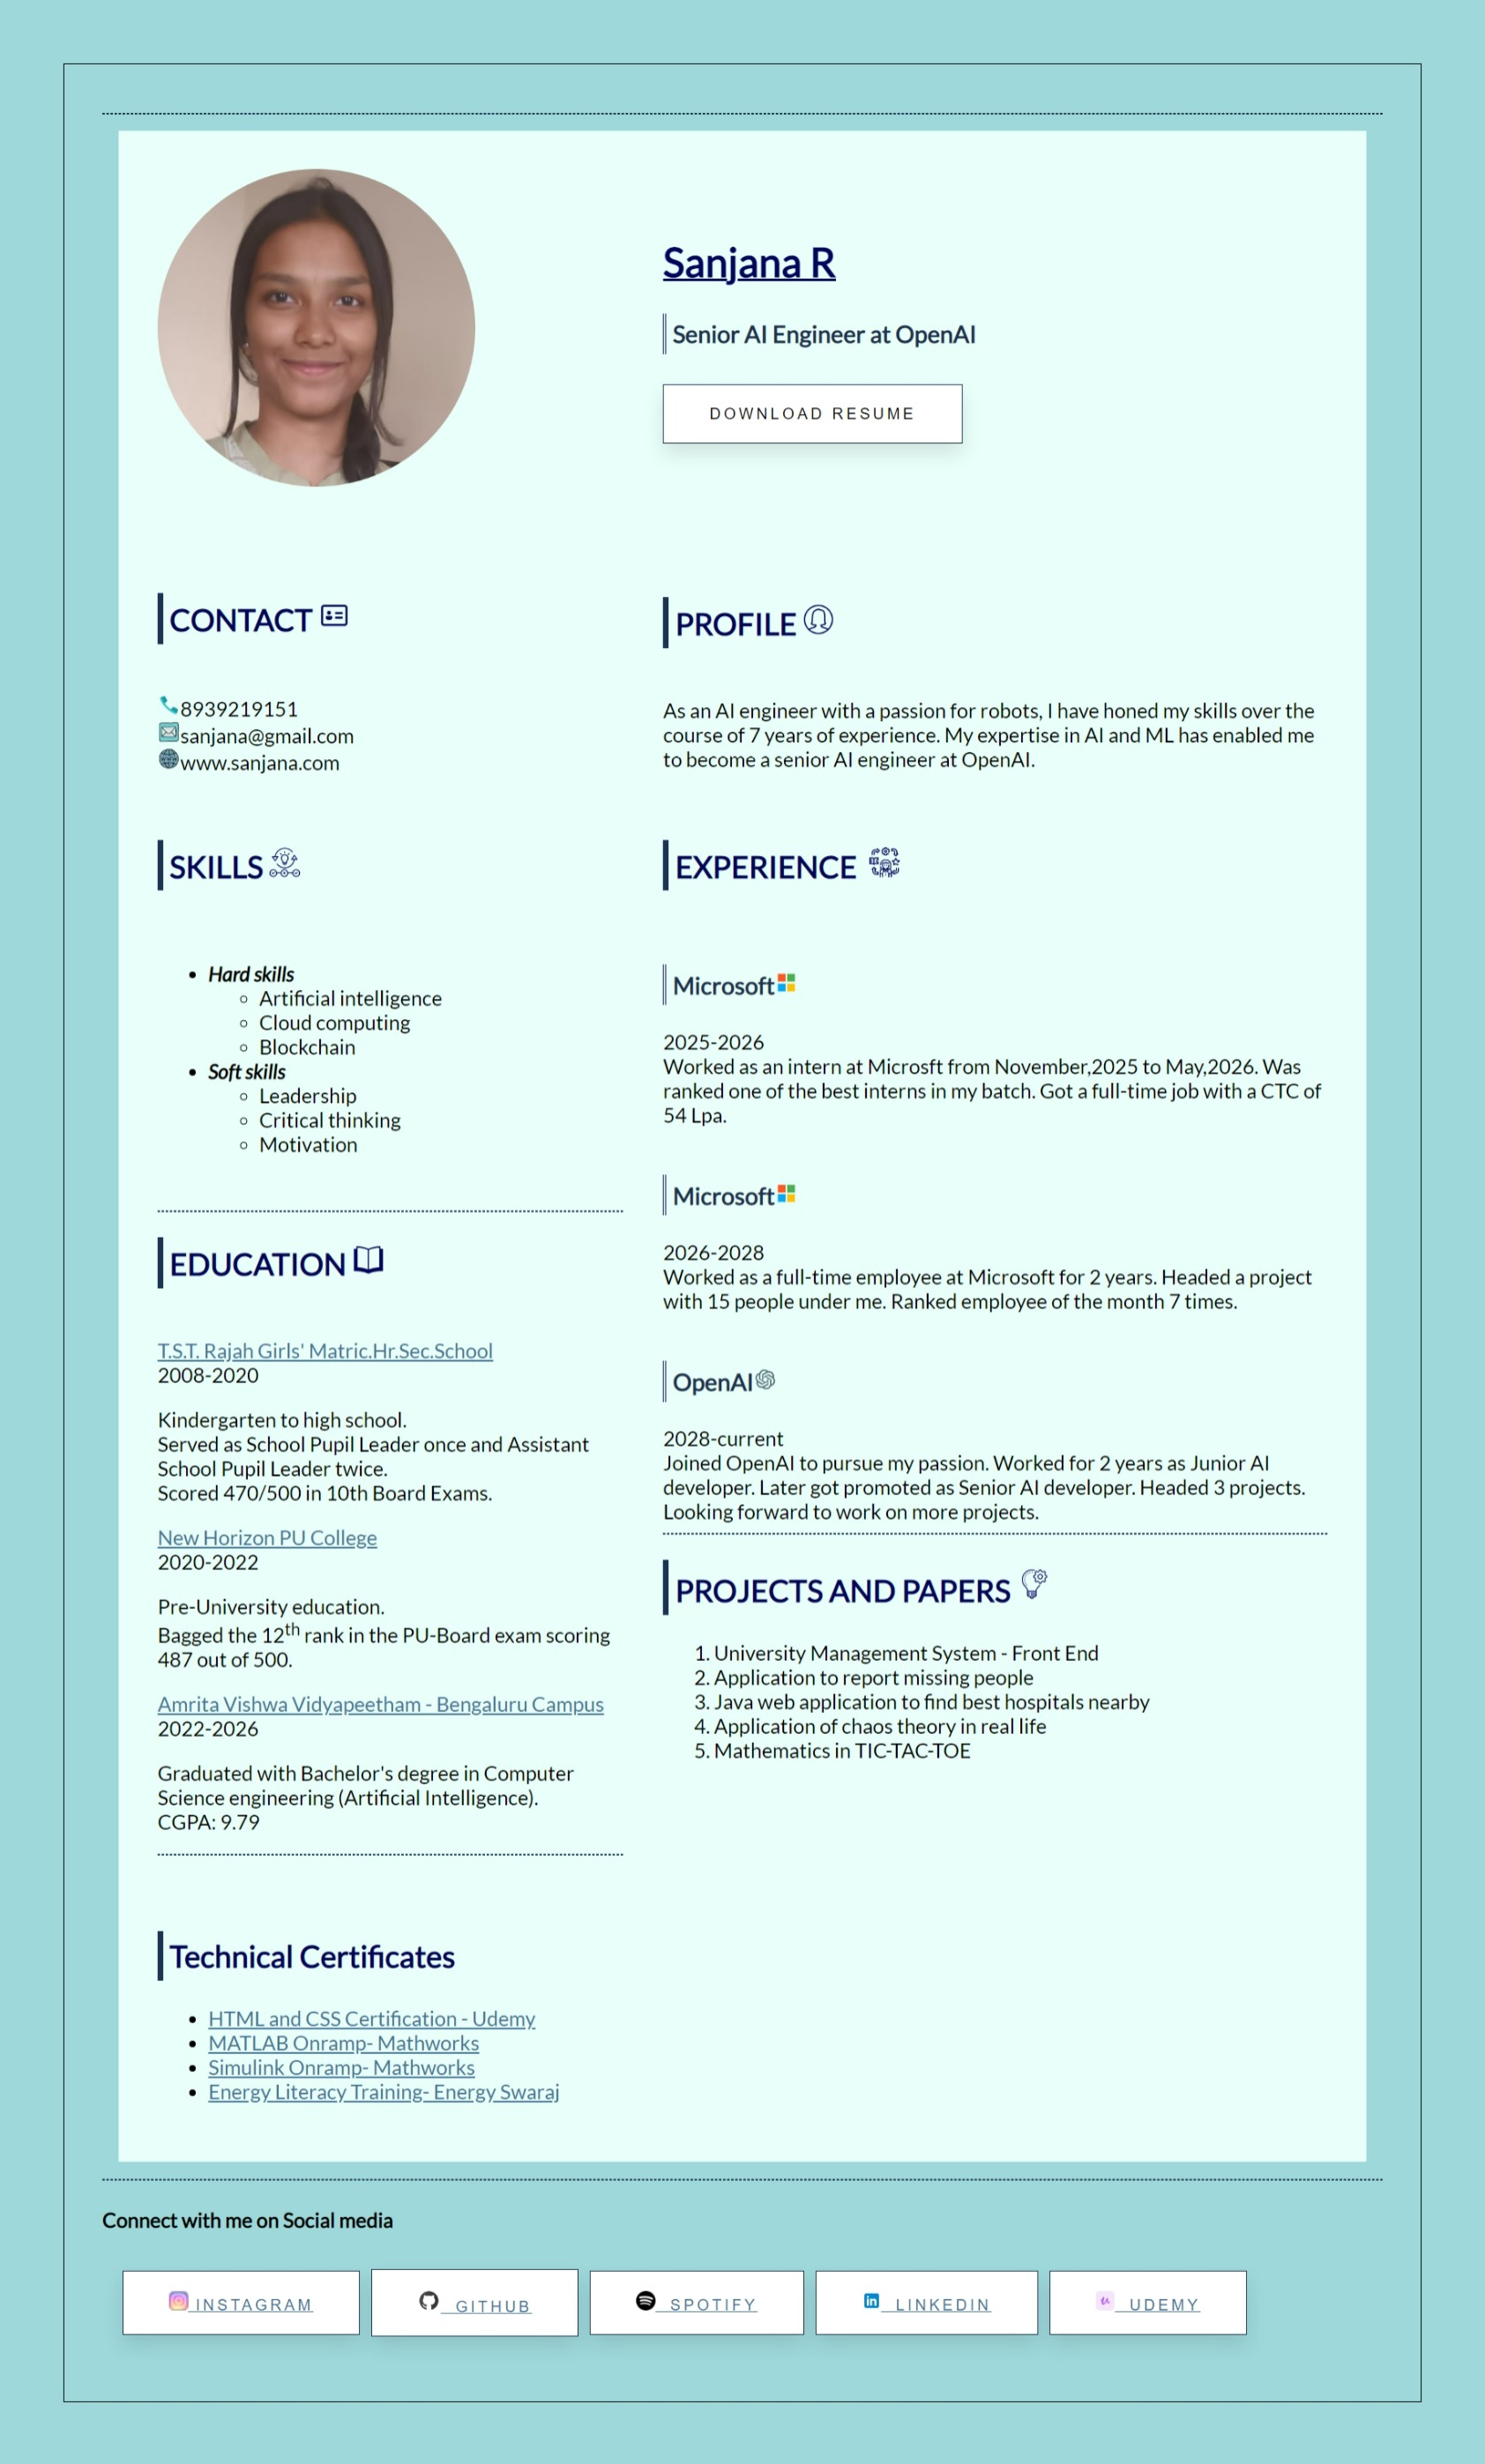 Sanjana R
Senior AI Engineer at OpenAI
DOWNLOAD RESUME
CONTACT
8939219151
sanjana@gmail.com
www.sanjana.com
SKILLS
Hard skills
Artificial intelligence
Cloud computing
Blockchain
Soft skills
Leadership
Critical thinking
Motivation
EDUCATION
T.S.T. Rajah Girls' Matric.Hr.Sec.School
2008-2020
Kindergarten to high school.
Served as School Pupil Leader once and Assistant
School Pupil Leader twice.
Scored 470/500 in 10th Board Exams.
New Horizon PU College
2020-2022
Pre-University education.
Bagged the 12th rank in the PU-Board exam scoring
487 out of 500.
Amrita Vishwa Vidyapeetham - Bengaluru Campus
2022-2026
Graduated with Bachelor's degree in Computer
Science engineering (Artificial Intelligence).
CGPA: 9.79
Technical Certificates
HTML and CSS Certification - Udemy
MATLAB Onramp- Mathworks
Simulink Onramp- Mathworks
Energy Literacy Training- Energy Swaraj
PROFILE
As an AI engineer with a passion for robots, I have honed my skills over the
course of 7 years of experience. My expertise in AI and ML has enabled me
to become a senior AI engineer at OpenAI.
EXPERIENCE
Microsoft
2025-2026
Worked as an intern at Microsft from November,2025 to May,2026. Was
ranked one of the best interns in my batch. Got a full-time job with a CTC of
54 Lpa.
Microsoft
2026-2028
Worked as a full-time employee at Microsoft for 2 years. Headed a project
with 15 people under me. Ranked employee of the month 7 times.
OpenAI
2028-current
Joined OpenAI to pursue my passion. Worked for 2 years as Junior AI
developer. Later got promoted as Senior AI developer. Headed 3 projects.
Looking forward to work on more projects.
PROJECTS AND PAPERS
1. University Management System - Front End
2. Application to report missing people
3. Java web application to find best hospitals nearby
4. Application of chaos theory in real life
5. Mathematics in TIC-TAC-TOE
Connect with me on Social media
INSTAGRAM
GITHUB
SPOTIFY
LINKEDIN
UDEMY